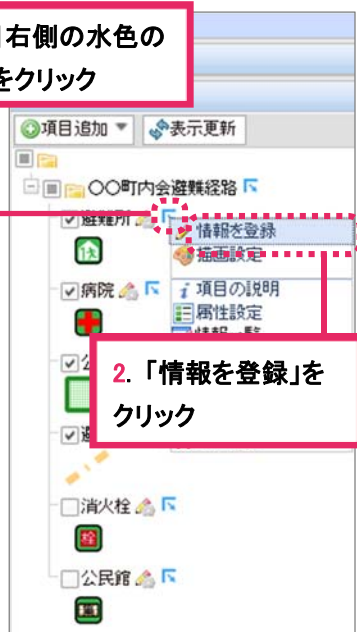 右側の水色の
をクリック
項目追加 表示更新
〇〇町内会避難経路
避難所
情報を登録
描画設定
病院
項目の説明
属性設定
2. 「情報を登録」を
クリック
消火栓
栓
公民館